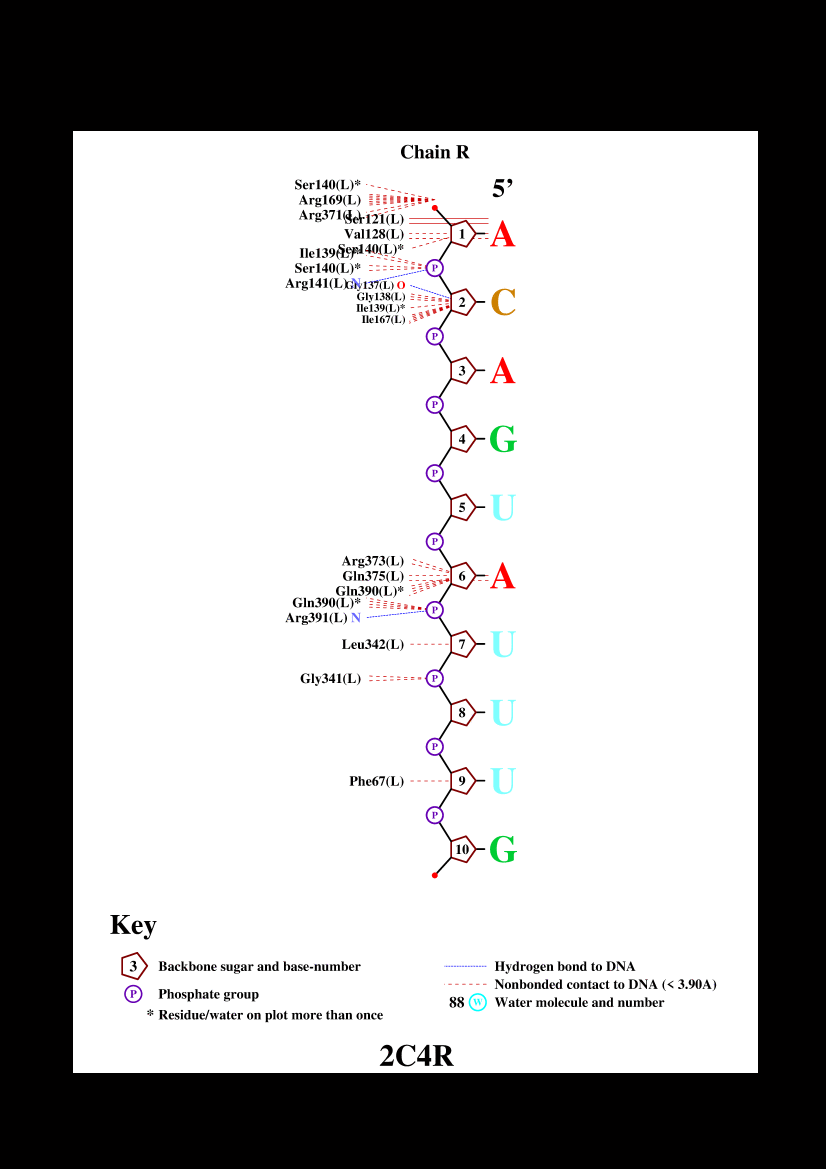 Chain R
5’
Ser140(L)*
Arg169(L)
Arg371(L)
Ser121(L)
Val128(L)
1 A
Ser140(L)*
Ile139(L)*
Ser140(L)* P
Arg141(L) N
Gly137(L) O
Gly138(L)
2 C
Ile139(L)*
Ile167(L)
P
3 A
P
4 G
P
5 U
P
Arg373(L)
Gln375(L) 6 A
Gln390(L)*
Gln390(L)*
P
Arg391(L) N
Leu342(L) 7 U
Gly341(L) P
8 U
P
Phe67(L) 9 U
P
10 G
Key
3 Backbone sugar and base-number
P Phosphate group
* Residue/water on plot more than once
Hydrogen bond to DNA
Nonbonded contact to DNA (< 3.90A)
88 W Water molecule and number
2C4R